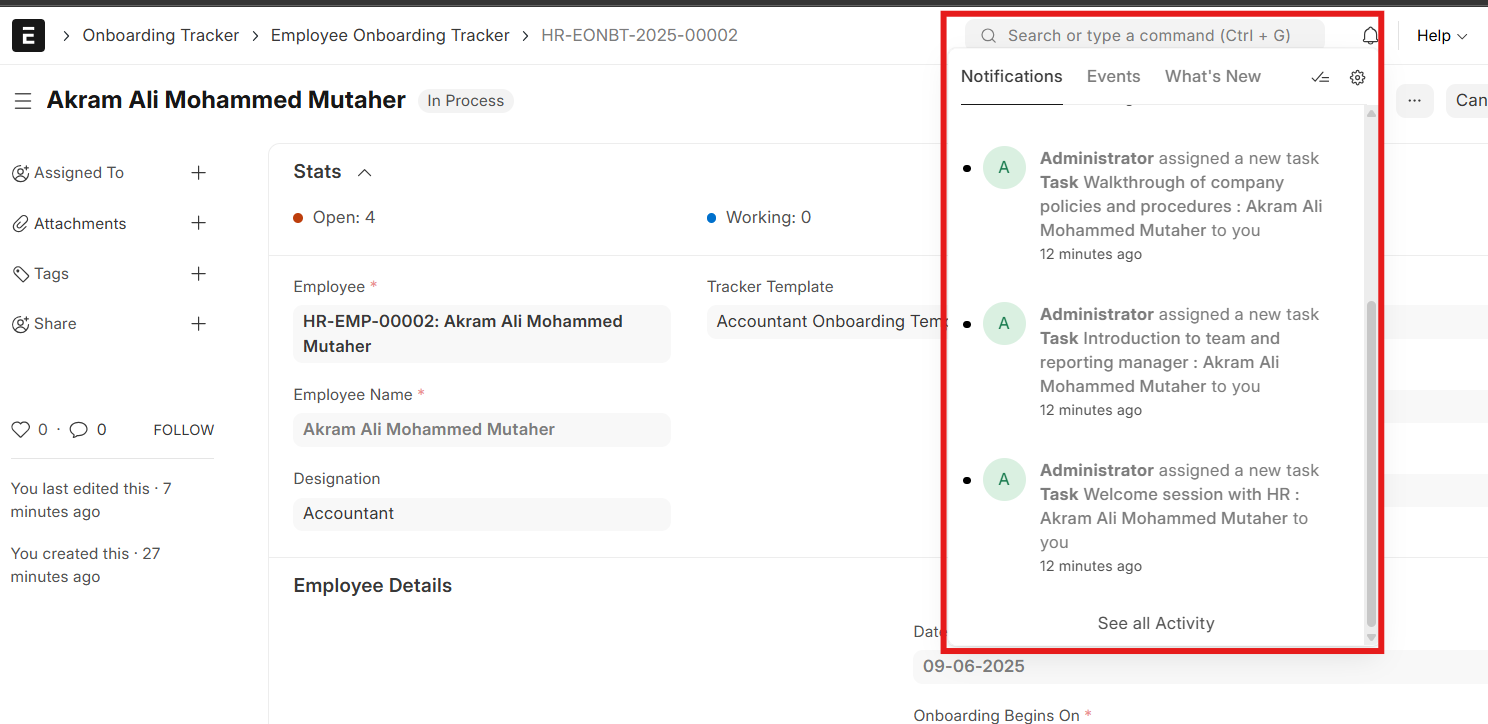 E
Onboarding Tracker
Employee Onboarding Tracker
HR-EONBT-2025-00002
Search or type a command (Ctrl + G)
Help
Akram Ali Mohammed Mutaher
In Process
Notifications
Events
What's New
···
Can
Assigned To
Attachments
Tags
Share
0 · 0
FOLLOW
You last edited this · 7
minutes ago
You created this · 27
minutes ago
Stats
Open: 4
Working: 0
Employee *
HR-EMP-00002: Akram Ali Mohammed
Mutaher
Tracker Template
Accountant Onboarding Tem
Employee Name *
Akram Ali Mohammed Mutaher
Designation
Accountant
Employee Details
Date
09-06-2025
Onboarding Begins On *
A
Administrator assigned a new task
Task Walkthrough of company
policies and procedures : Akram Ali
Mohammed Mutaher to you
12 minutes ago
A
Administrator assigned a new task
Task Introduction to team and
reporting manager : Akram Ali
Mohammed Mutaher to you
12 minutes ago
A
Administrator assigned a new task
Task Welcome session with HR :
Akram Ali Mohammed Mutaher to
you
12 minutes ago
See all Activity